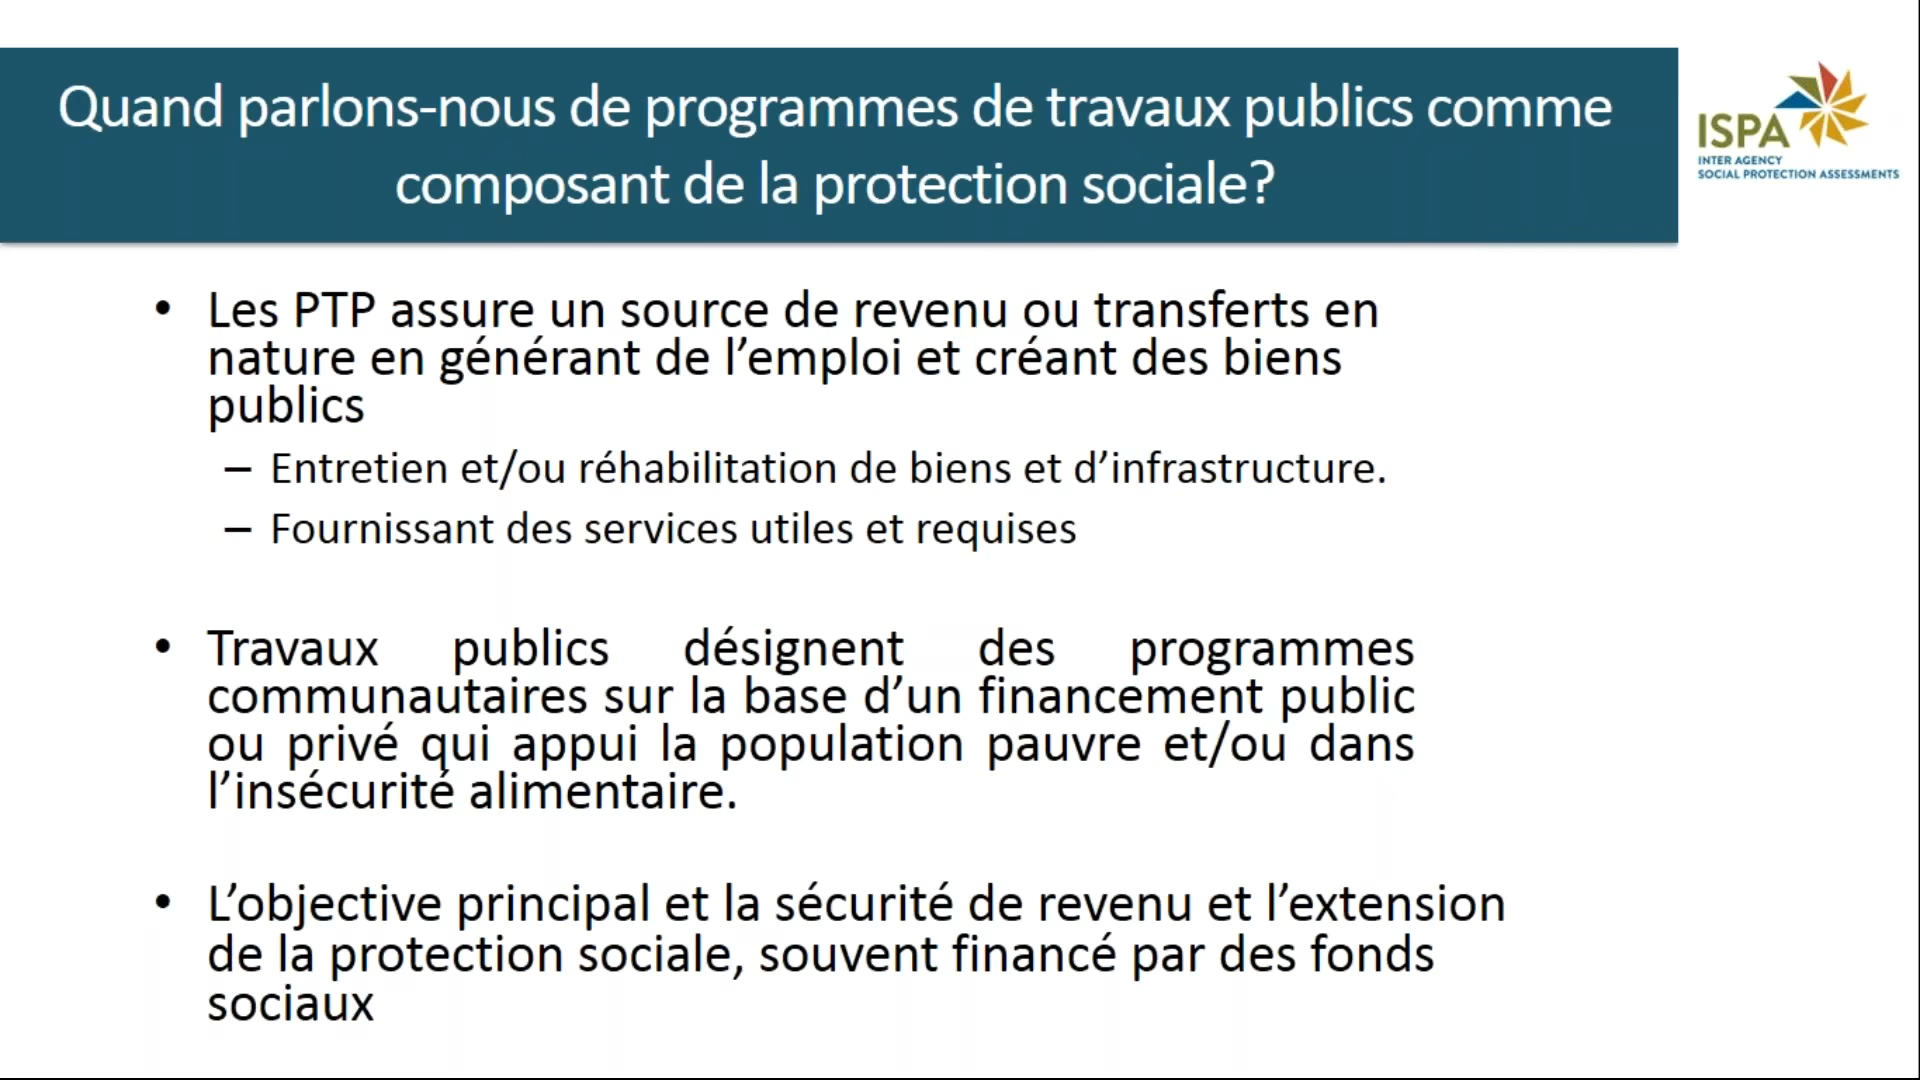 Quand parlons-nous de programmes de travaux publics comme
composant de la protection sociale?
ISPA
INTER AGENCY
SOCIAL PROTECTION ASSESSMENTS
• Les PTP assure un source de revenu ou transferts en
nature en générant de l’emploi et créant des biens
publics
– Entretien et/ou réhabilitation de biens et d’infrastructure.
– Fournissant des services utiles et requises
• Travaux publics désignent des programmes
communautaires sur la base d’un financement public
ou privé qui appui la population pauvre et/ou dans
l’insécurité alimentaire.
• L’objective principal et la sécurité de revenu et l’extension
de la protection sociale, souvent financé par des fonds
sociaux